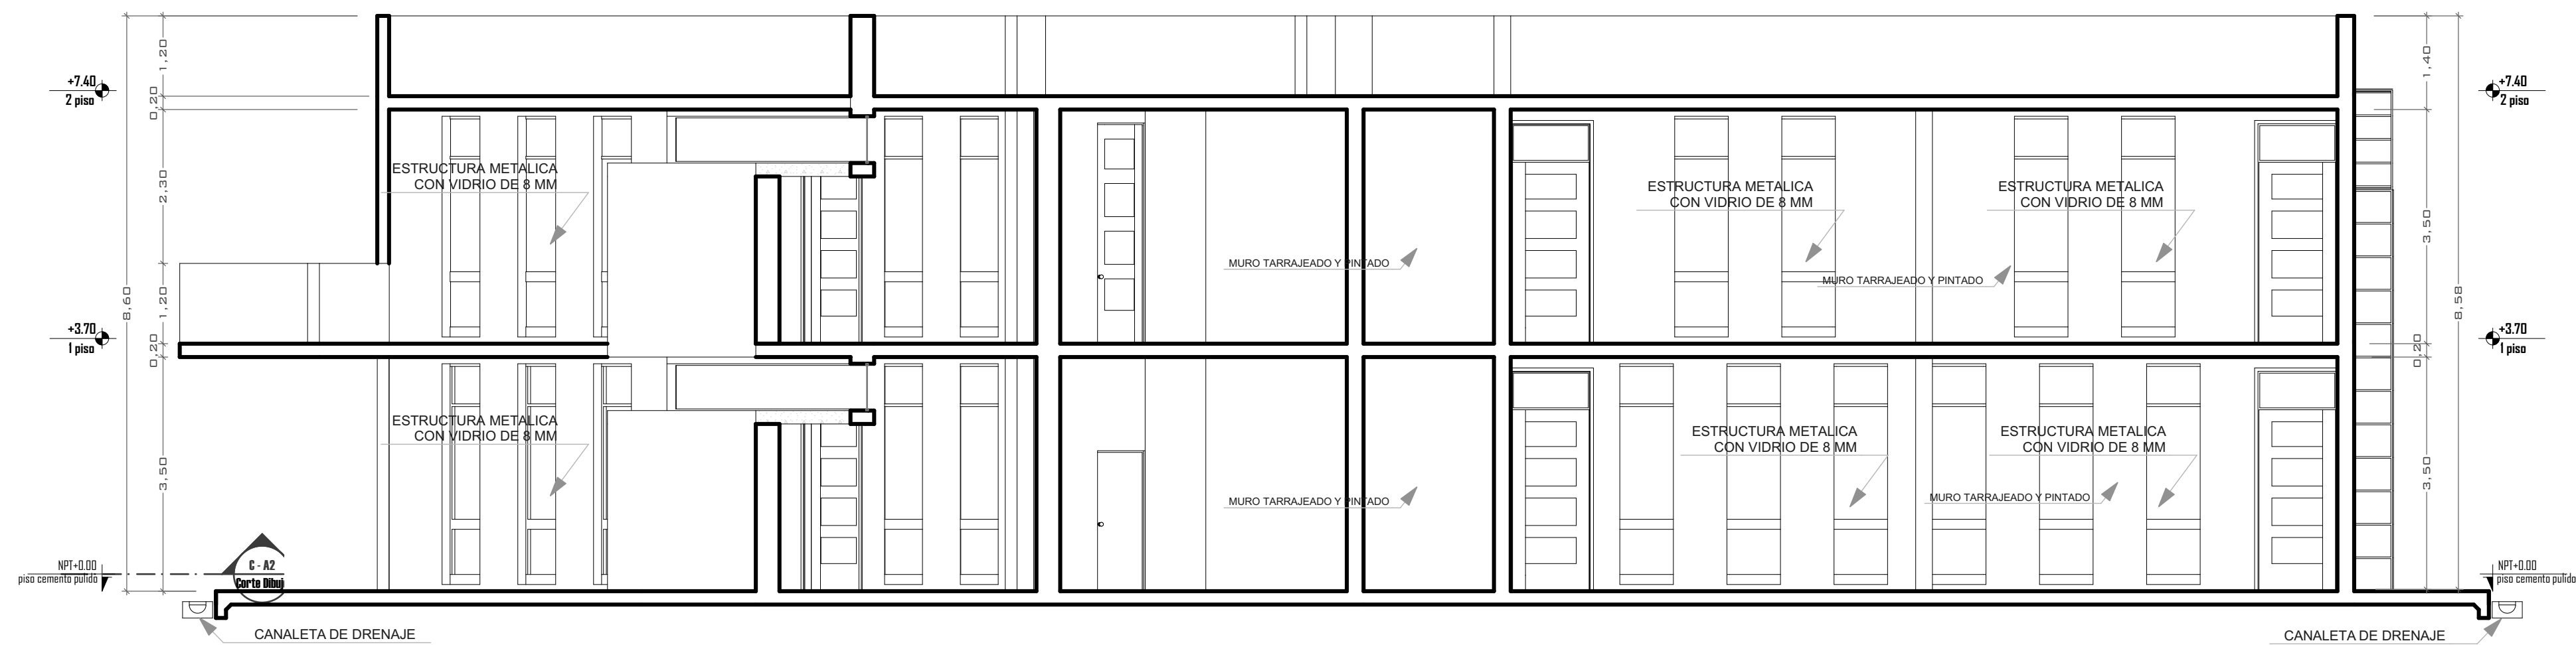 1,20
0,20
2,30
1,20
0,20
3,50
8,60
+7.40
2 piso
+3.70
1 piso
NPT+0.00
piso cemento pulido
C - A2
Corte Dibuj
CANALETA DE DRENAJE
ESTRUCTURA METALICA
CON VIDRIO DE 8 MM
ESTRUCTURA METALICA
CON VIDRIO DE 8 MM
MURO TARRAJEADO Y PINTADO
MURO TARRAJEADO Y PINTADO
ESTRUCTURA METALICA
CON VIDRIO DE 8 MM
MURO TARRAJEADO Y PINTADO
ESTRUCTURA METALICA
CON VIDRIO DE 8 MM
ESTRUCTURA METALICA
CON VIDRIO DE 8 MM
ESTRUCTURA METALICA
CON VIDRIO DE 8 MM
MURO TARRAJEADO Y PINTADO
1,40
3,50
0,20
3,50
8,58
+7.40
2 piso
+3.70
1 piso
NPT+0.00
piso cemento pulido
CANALETA DE DRENAJE